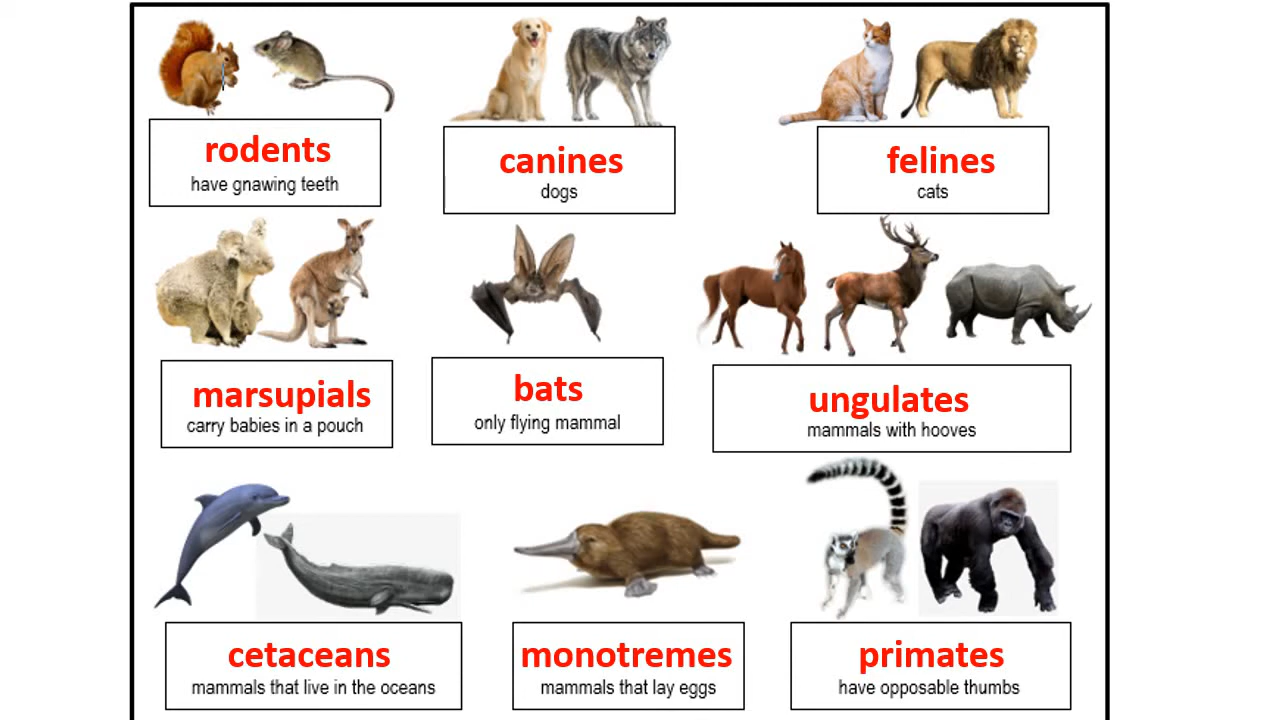 rodents
have gnawing teeth
canines
dogs
felines
cats
marsupials
carry babies in a pouch
bats
only flying mammal
ungulates
mammals with hooves
cetaceans
mammals that live in the oceans
monotremes
mammals that lay eggs
primates
have opposable thumbs